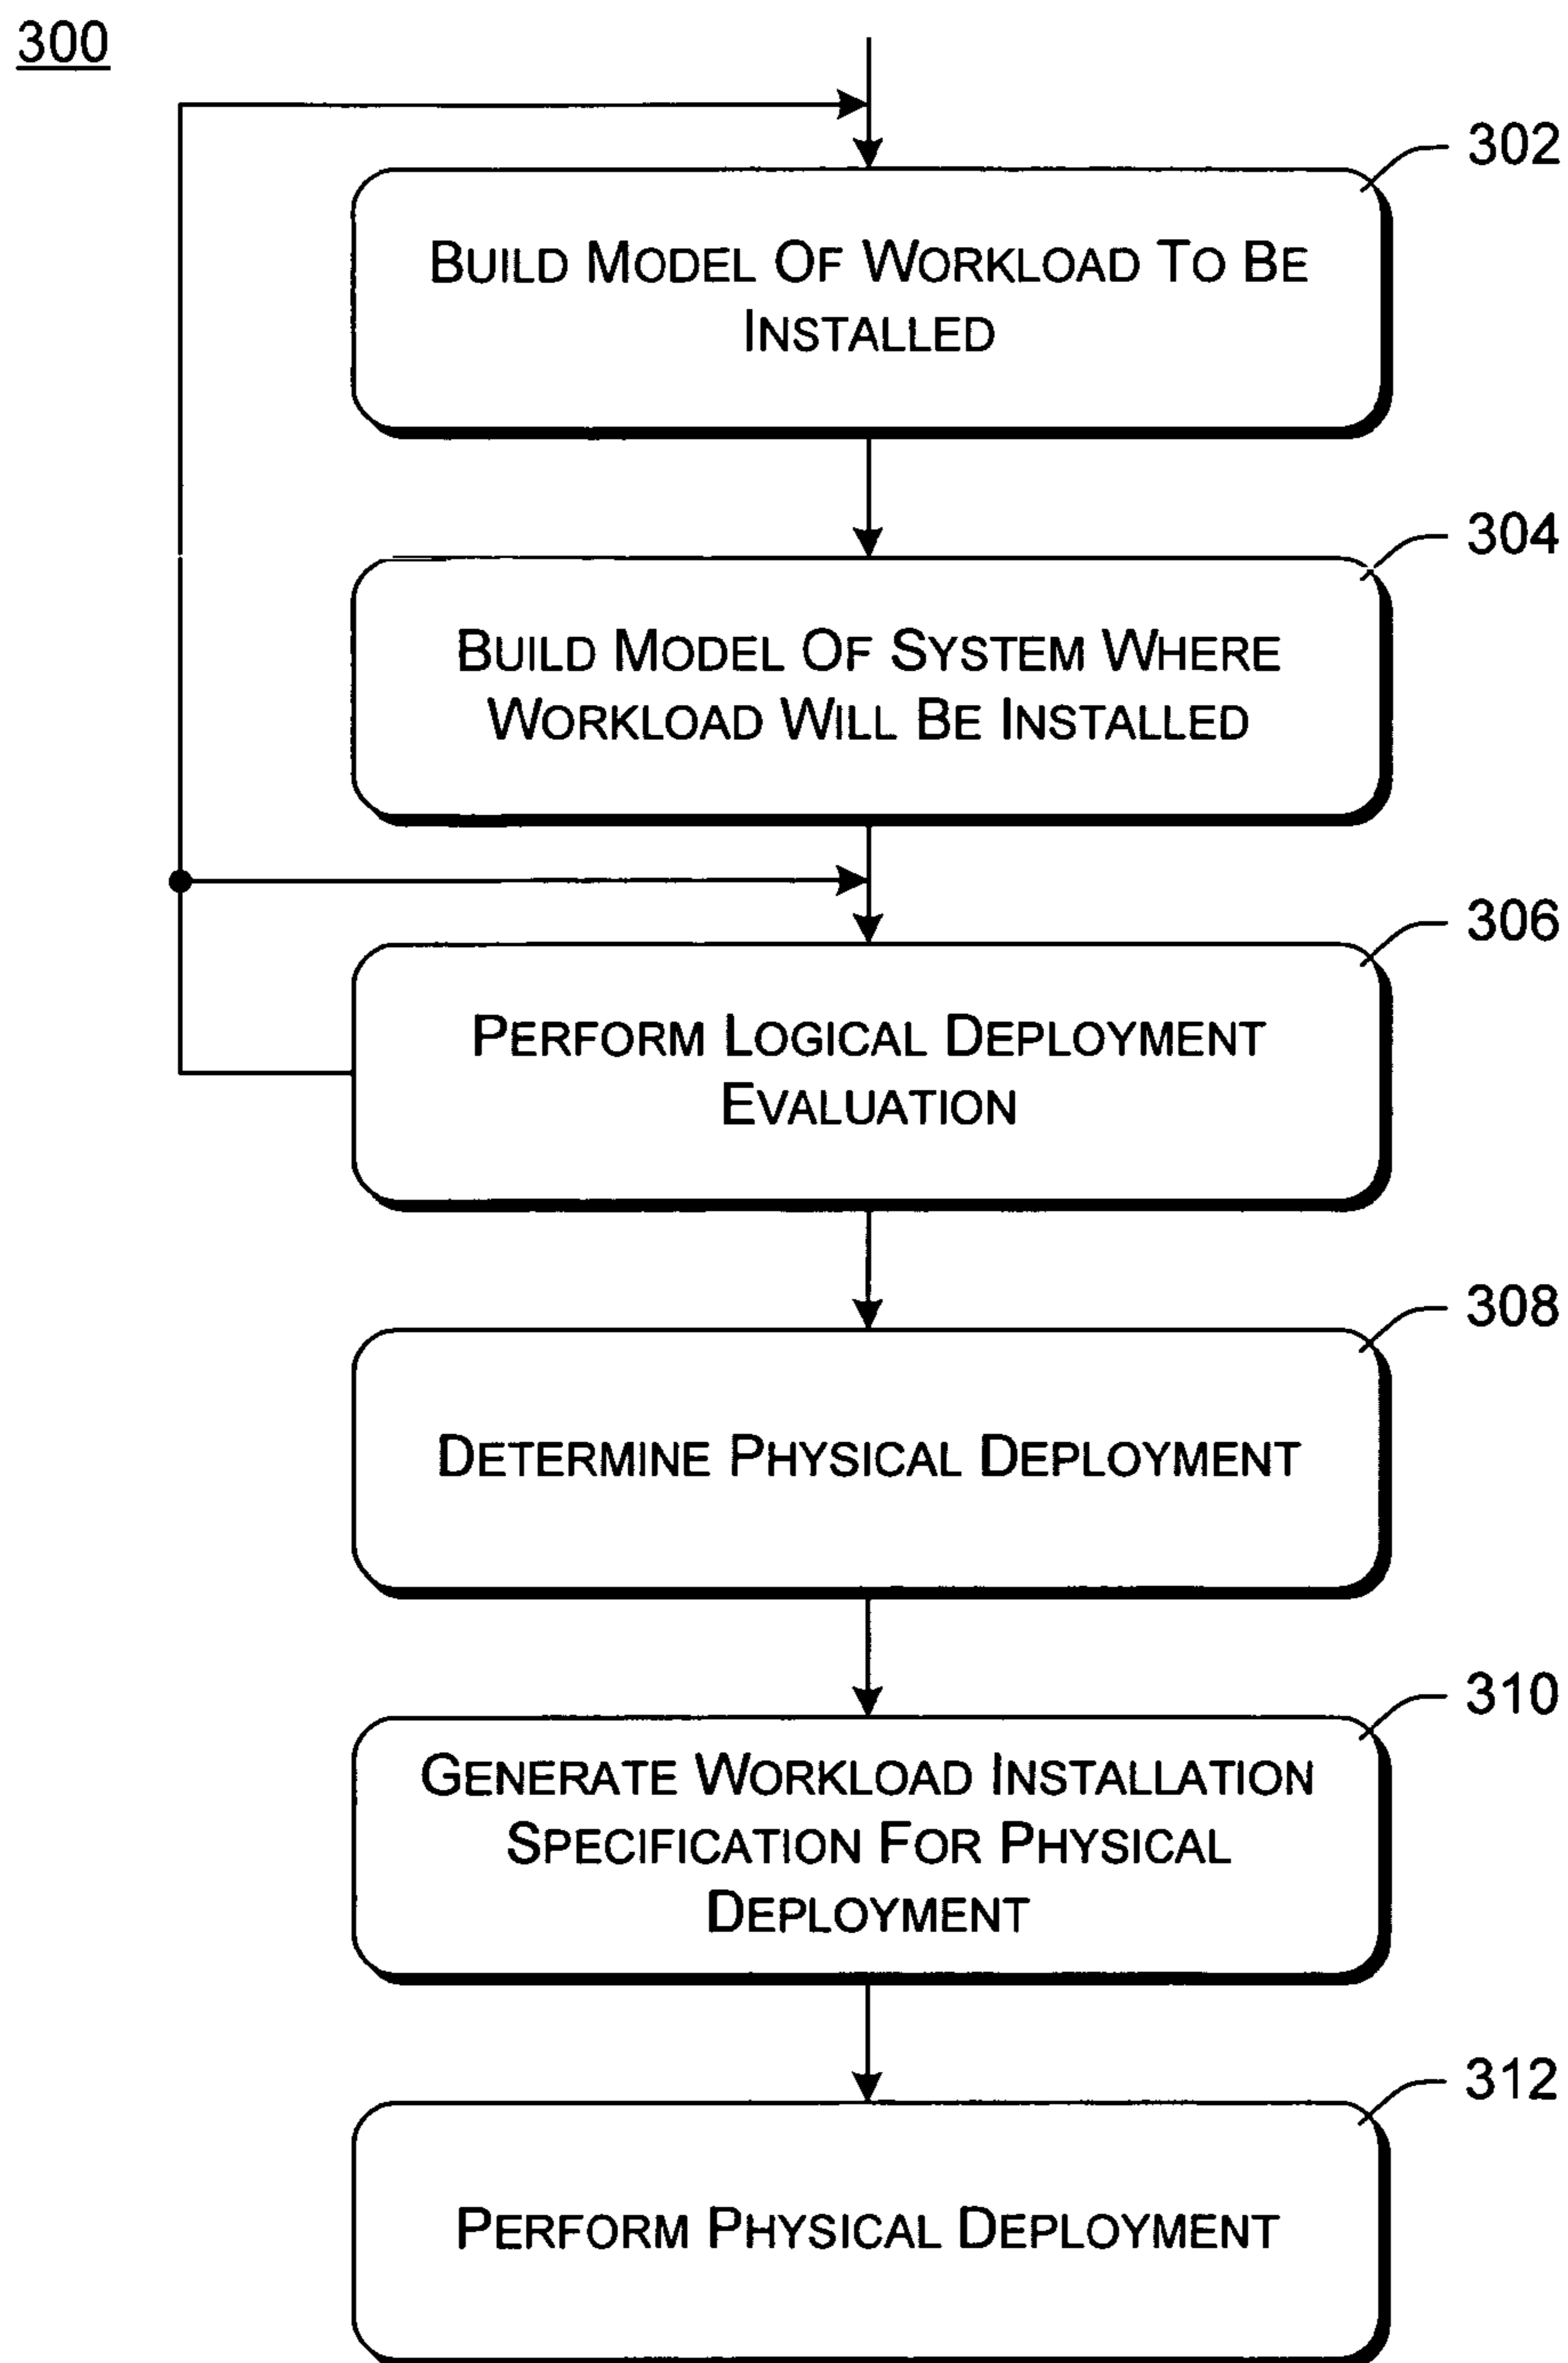 300
302
BUILD MODEL OF WORKLOAD TO BE
INSTALLED
304
BUILD MODEL OF SYSTEM WHERE
WORKLOAD WILL BE INSTALLED
306
PERFORM LOGICAL DEPLOYMENT
EVALUATION
308
DETERMINE PHYSICAL DEPLOYMENT
310
GENERATE WORKLOAD INSTALLATION
SPECIFICATION FOR PHYSICAL
DEPLOYMENT
312
PERFORM PHYSICAL DEPLOYMENT